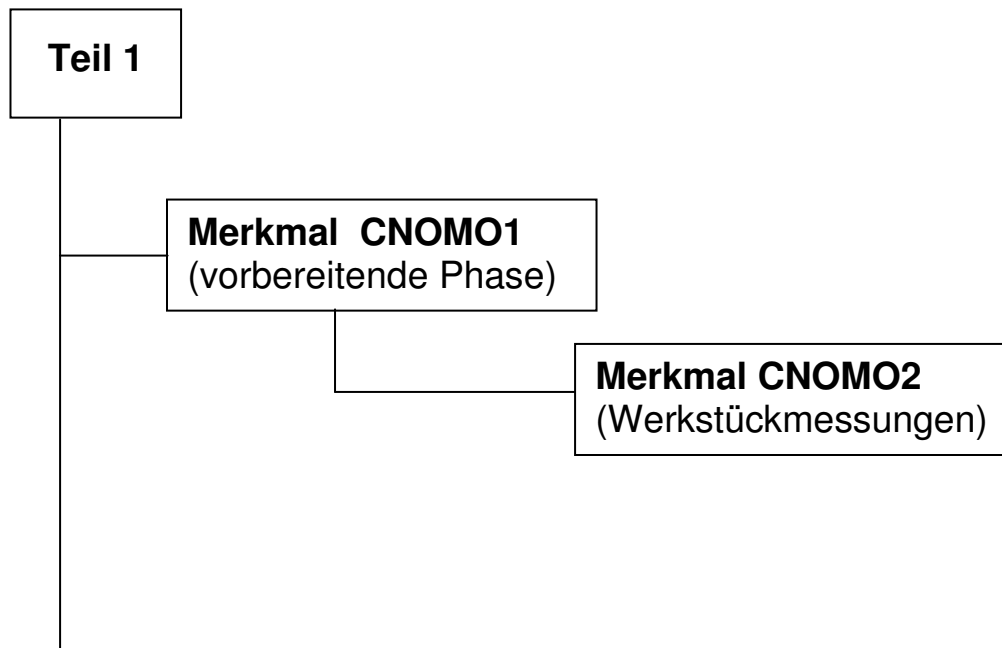 Teil 1
Merkmal CNOMO1
(vorbereitende Phase)
Merkmal CNOMO2
(Werkstückmessungen)